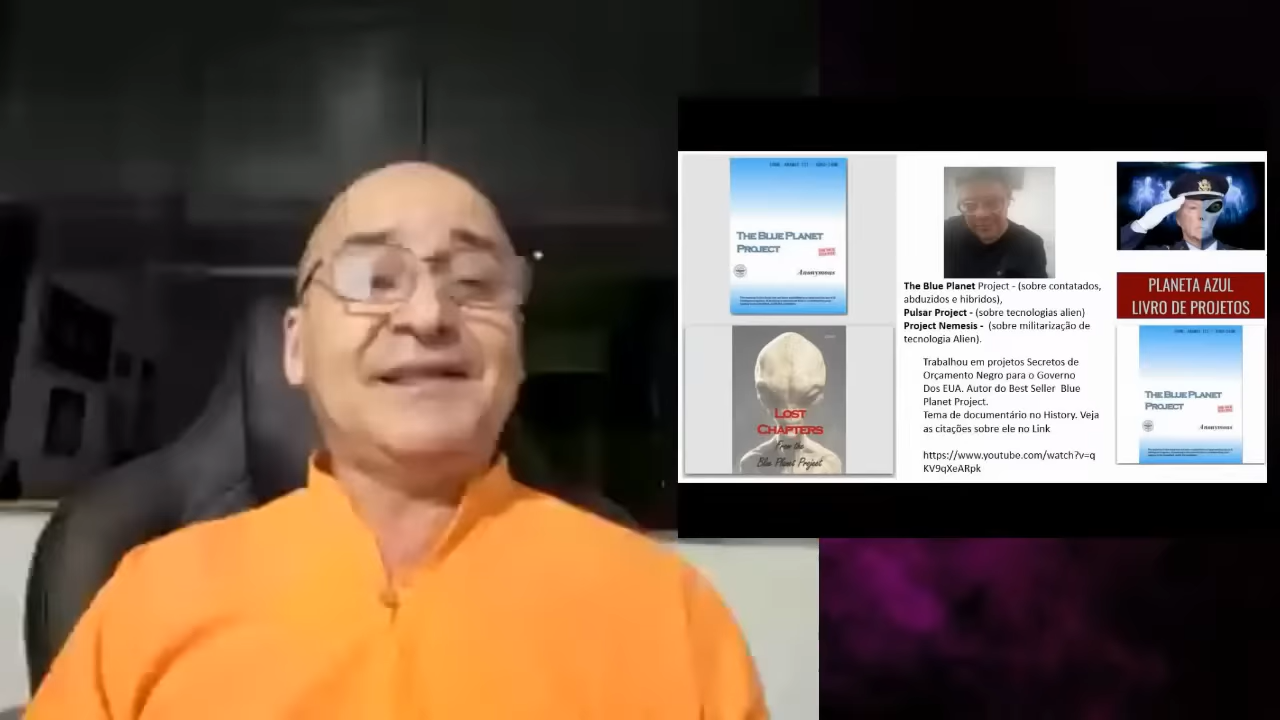 THE BLUE PLANET
PROJECT
Anonymous
LOST
CHAPTERS
From the
Blue Planet Project
The Blue Planet Project - (sobre contatados,
abduzidos e hibridos),
Pulsar Project - (sobre tecnologias alien)
Project Nemesis - (sobre militarização de
tecnologia Alien).
Trabalhou em projetos Secretos de
Orçamento Negro para o Governo
Dos EUA. Autor do Best Seller Blue
Planet Project.
Tema de documentário no History. Veja
as citações sobre ele no Link
https://www.youtube.com/watch?v=q
KV9qXeARpk
PLANETA AZUL
LIVRO DE PROJETOS
THE BLUE PLANET
PROJECT
Anonymous